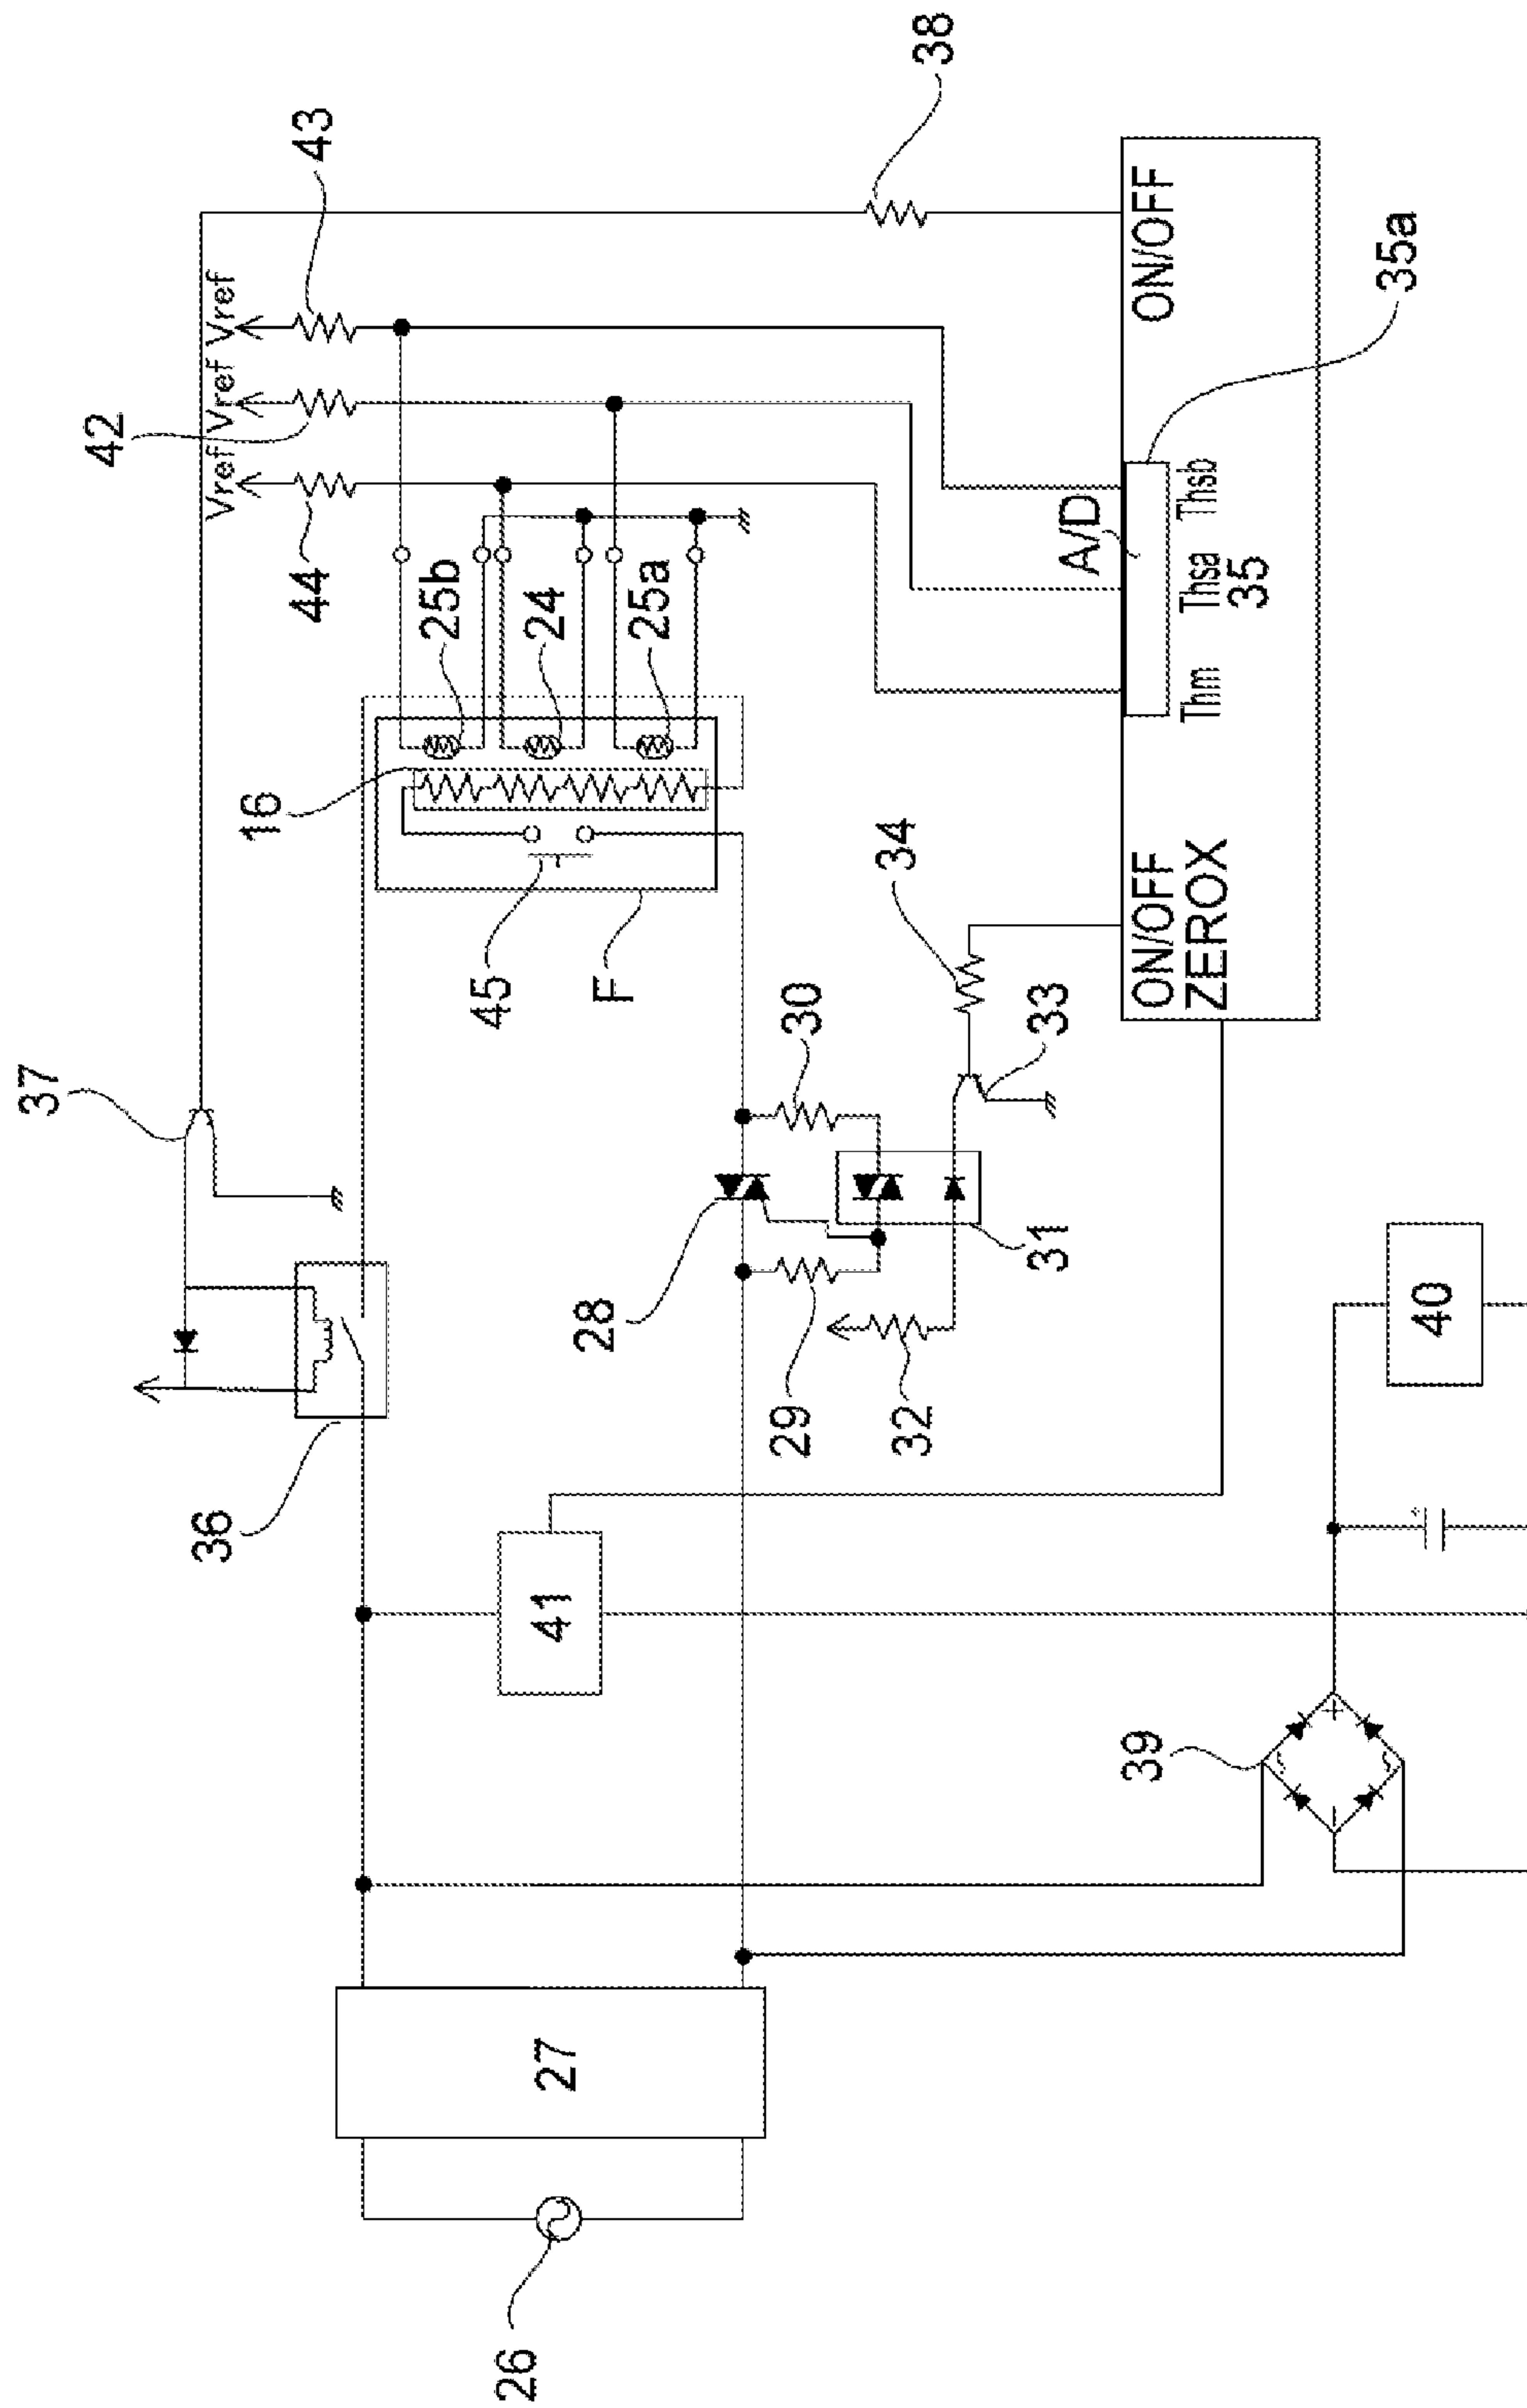 37
36
42
44
43
Vref
Vref
Vref
38
16
45
F
25b
24
25a
26
27
41
28
29
30
31
32
33
34
39
40
ON/OFF
ZEROX
Thm
Thsa
Thsb
A/D
35
ON/OFF
35a
+
−
~
~
+